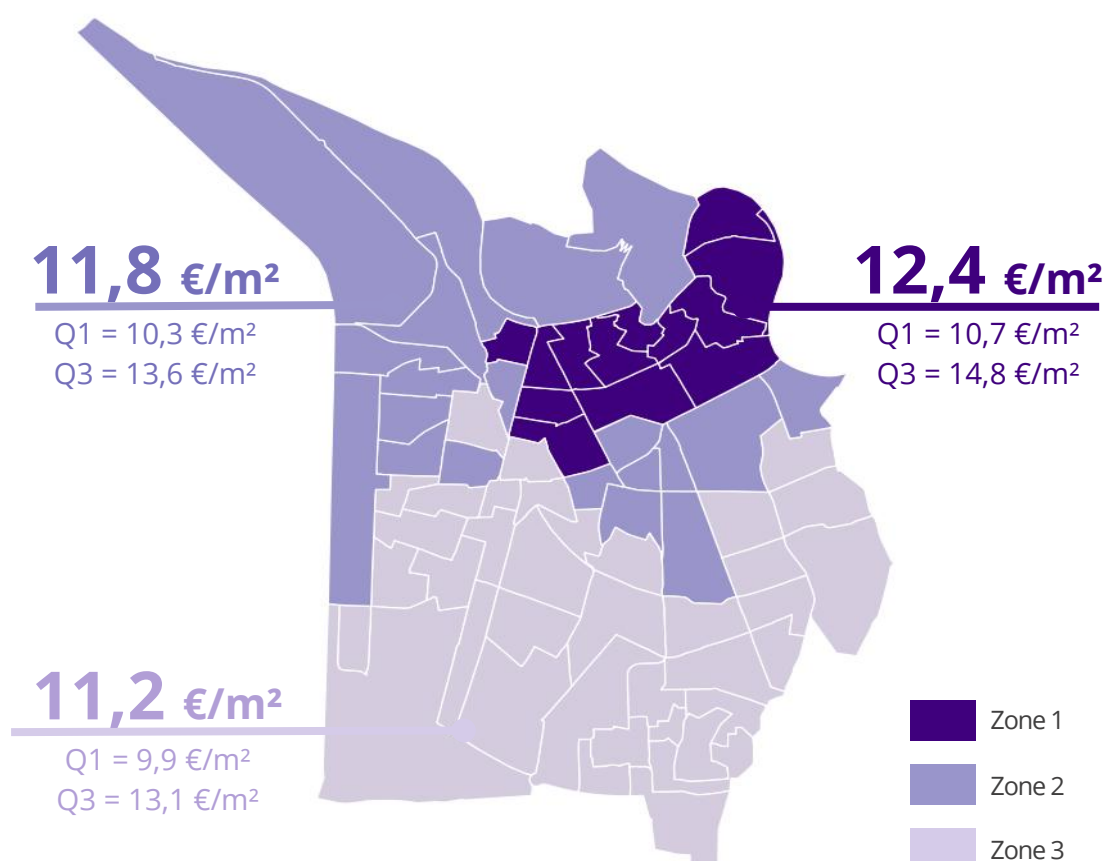 11,8 €/m²
Q1 = 10,3 €/m²
Q3 = 13,6 €/m²
12,4 €/m²
Q1 = 10,7 €/m²
Q3 = 14,8 €/m²
11,2 €/m²
Q1 = 9,9 €/m²
Q3 = 13,1 €/m²
Zone 1
Zone 2
Zone 3